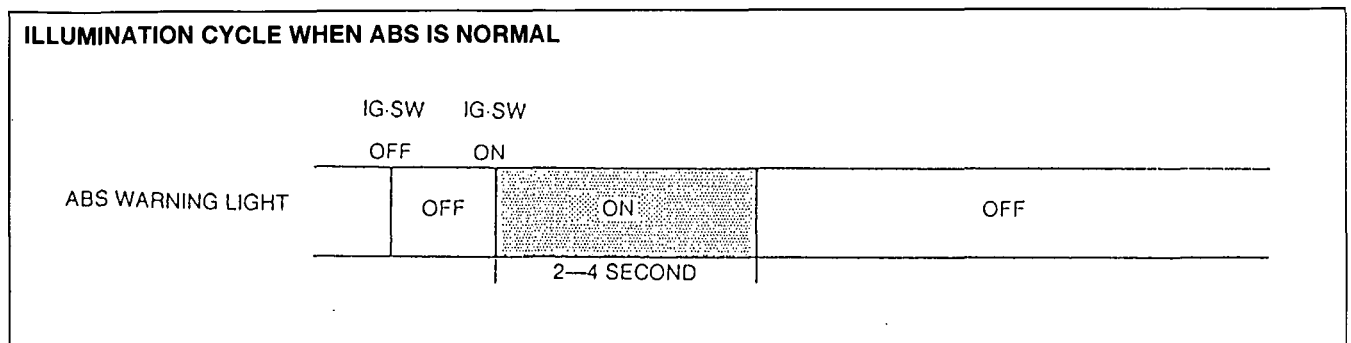 ILLUMINATION CYCLE WHEN ABS IS NORMAL
IG·SW IG·SW
OFF ON
ABS WARNING LIGHT OFF ON OFF
2—4 SECOND